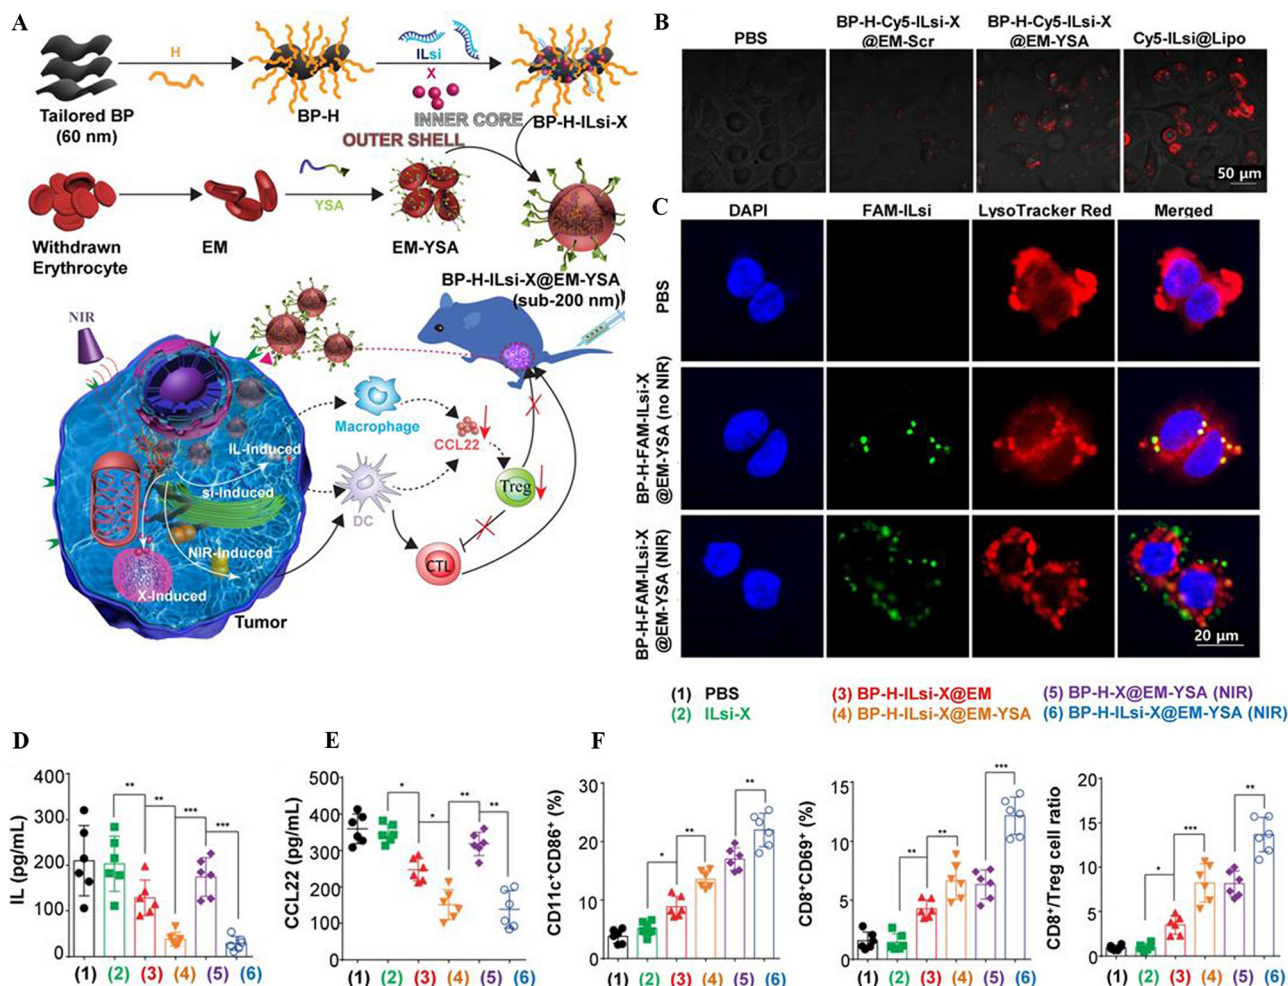 A
H
ILsi
X
Tailored BP
(60 nm)
BP-H
INNER CORE
BP-H-ILsi-X
OUTER SHELL
YSA
Withdrawn
Erythrocyte
EM
EM-YSA
BP-H-ILsi-X@EM-YSA
(sub-200 nm)
NIR
Macrophage
CCL22
IL-Induced
si-Induced
Treg
DC
NIR-Induced
CTL
X-Induced
Tumor
B
PBS
BP-H-Cy5-ILsi-X
@EM-Scr
BP-H-Cy5-ILsi-X
@EM-YSA
Cy5-ILsi@Lipo
50 µm
C
DAPI
FAM-ILsi
LysoTracker Red
Merged
PBS
BP-H-FAM-ILsi-X
@EM-YSA (no NIR)
BP-H-FAM-ILsi-X
@EM-YSA (NIR)
20 µm
(1) PBS
(2) ILsi-X
(3) BP-H-ILsi-X@EM
(4) BP-H-ILsi-X@EM-YSA
(5) BP-H-X@EM-YSA (NIR)
(6) BP-H-ILsi-X@EM-YSA (NIR)
D
IL (pg/mL)
400
300
200
100
0
** ** *** ***
(1) (2) (3) (4) (5) (6)
E
CCL22 (pg/mL)
500
400
300
200
100
0
* * ** **
(1) (2) (3) (4) (5) (6)
F
CD11c⁺CD86⁺ (%)
30
20
10
0
* ** **
(1) (2) (3) (4) (5) (6)
CD8⁺CD69⁺ (%)
15
10
5
0
** ** ***
(1) (2) (3) (4) (5) (6)
CD8⁺/Treg cell ratio
20
15
10
5
0
* *** **
(1) (2) (3) (4) (5) (6)